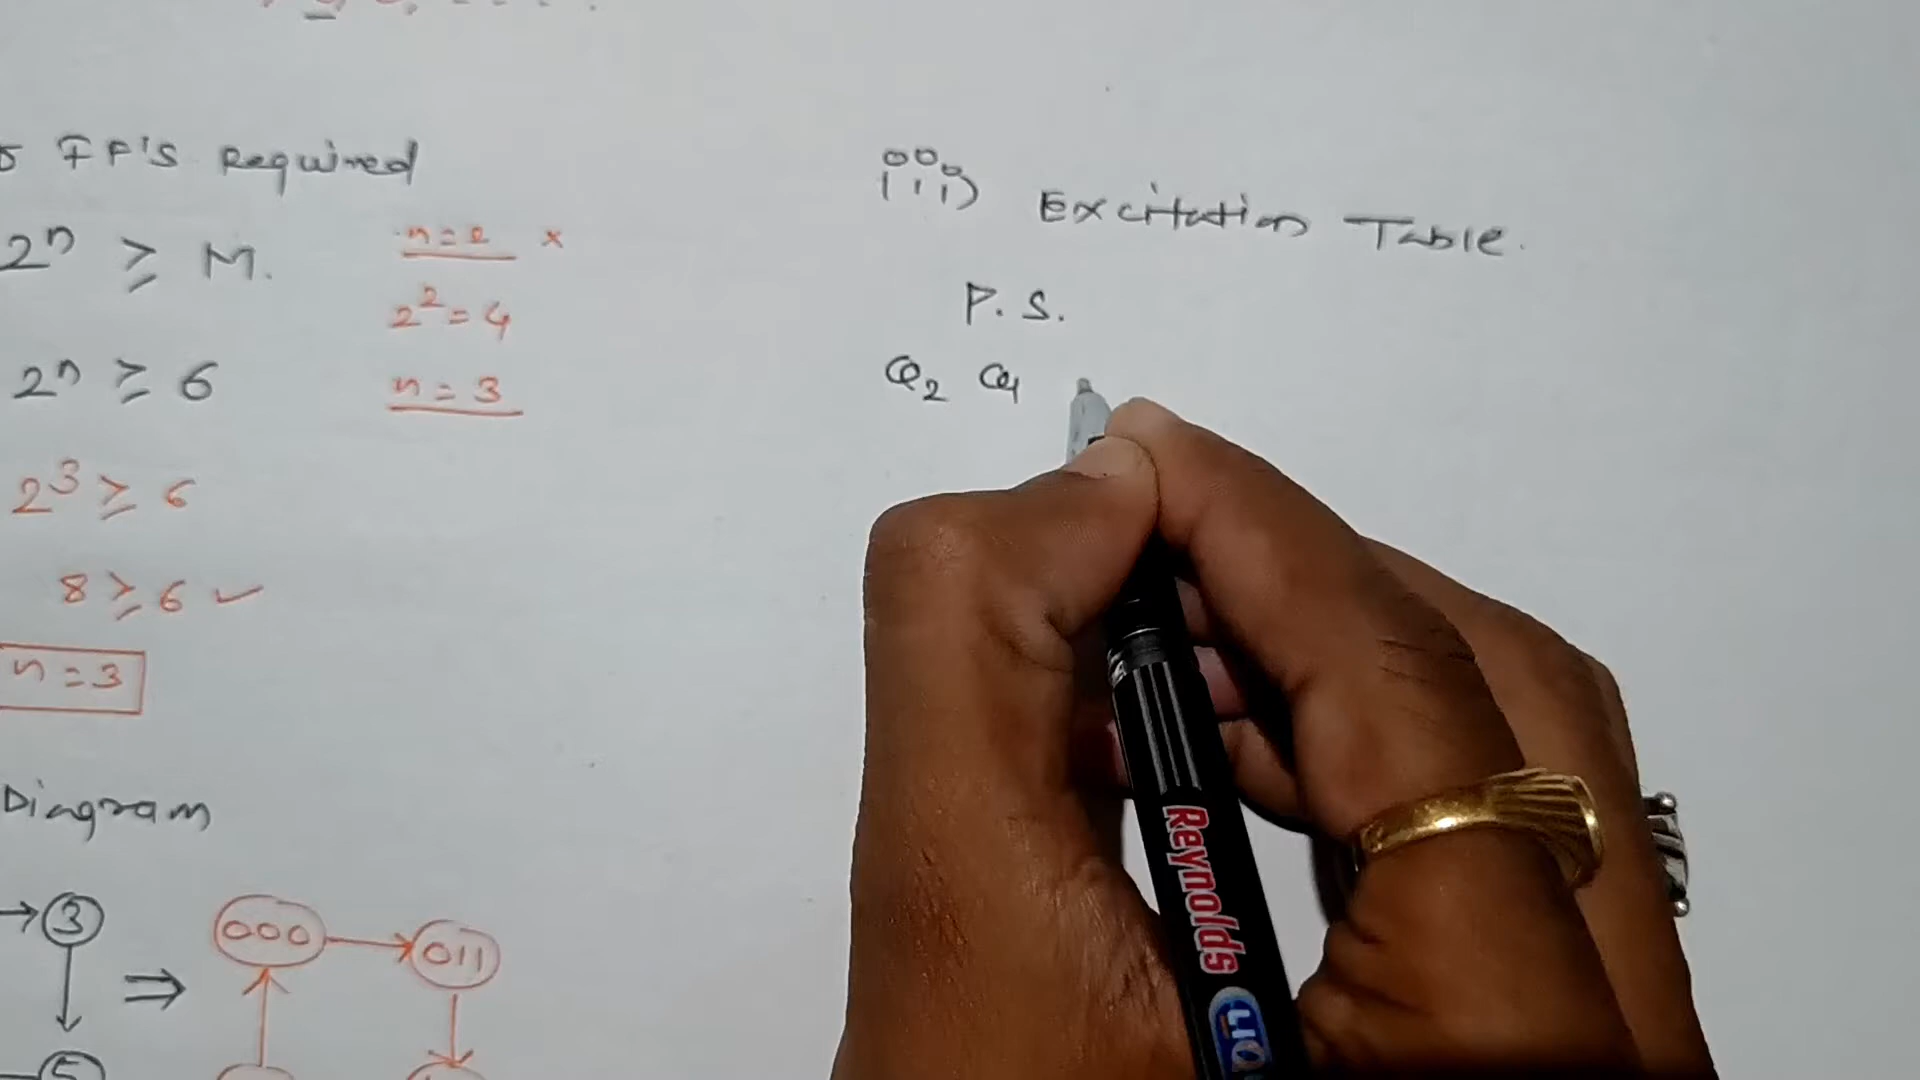 FF'S Required
2ⁿ ≥ M.
2ⁿ ≥ 6
2³ ≥ 6
8 ≥ 6 ✓
n = 3
n = 2 ×
2² = 4
n = 3
Diagram
→ 3 ⇒ 000 → 011
5
iii) Excitation Table.
P. S.
Q₂ Q₁
Reynolds
LIQ